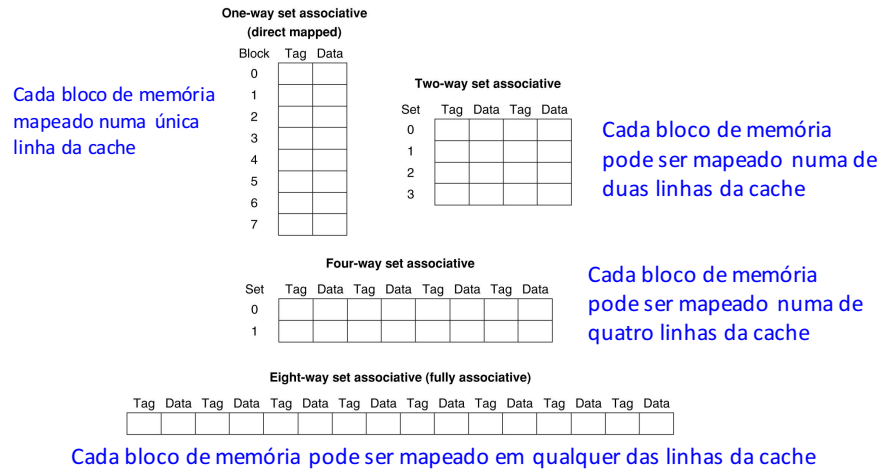 One-way set associative
(direct mapped)
Block Tag Data
0
1
2
3
4
5
6
7
Cada bloco de memória
mapeado numa única
linha da cache
Two-way set associative
Set Tag Data Tag Data
0
1
2
3
Cada bloco de memória
pode ser mapeado numa de
duas linhas da cache
Four-way set associative
Set Tag Data Tag Data Tag Data Tag Data
0
1
Cada bloco de memória
pode ser mapeado numa de
quatro linhas da cache
Eight-way set associative (fully associative)
Tag Data Tag Data Tag Data Tag Data Tag Data Tag Data Tag Data Tag Data
Cada bloco de memória pode ser mapeado em qualquer das linhas da cache